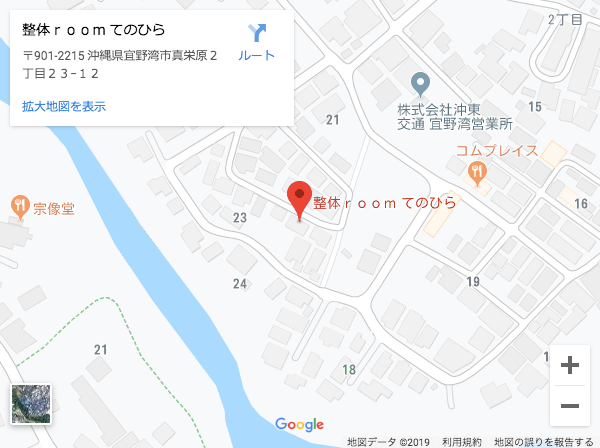 整体ｒｏｏｍ てのひら
〒901-2215 沖縄県宜野湾市真栄原２
丁目２３−１２
ルート
拡大地図を表示
2丁目
21
株式会社沖東
交通 宜野湾営業所
15
コムプレイス
宗像堂
整体ｒｏｏｍ てのひら
16
23
24
19
21
18
Google
地図データ ©2019
利用規約
地図の誤りを報告する